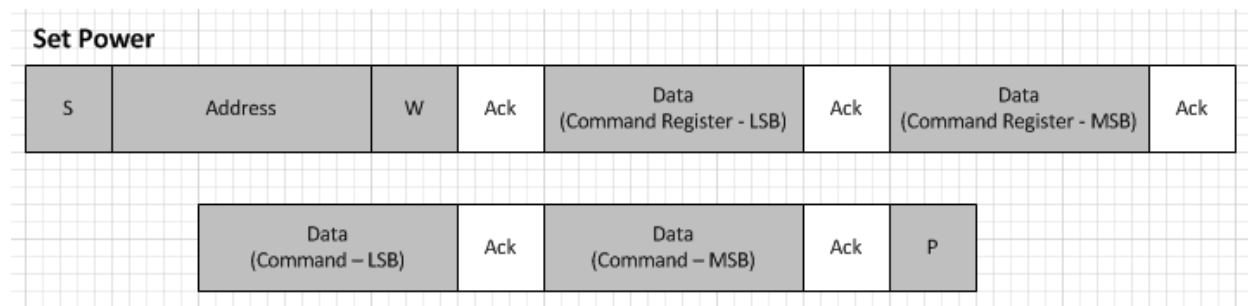 Set Power
S Address W Ack Data Ack Data Ack
(Command Register - LSB) (Command Register - MSB)
Data Ack Data Ack P
(Command – LSB) (Command – MSB)